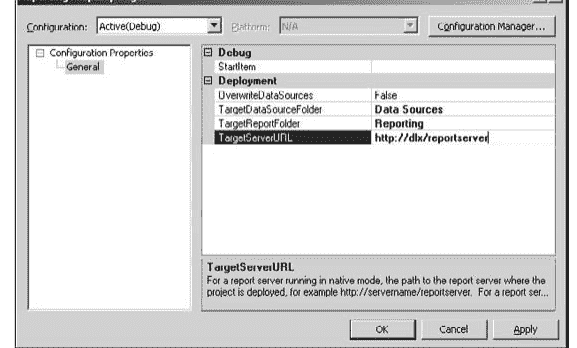 Configuration: Active(Debug) Platform: N/A Configuration Manager...
Configuration Properties
General
Debug
StartItem
Deployment
OverwriteDataSources False
TargetDataSourceFolder Data Sources
TargetReportFolder Reporting
TargetServerURL http://dlx/reportserver
TargetServerURL
For a report server running in native mode, the path to the report server where the
project is deployed, for example http://servername/reportserver. For a report ser...
OK Cancel Apply